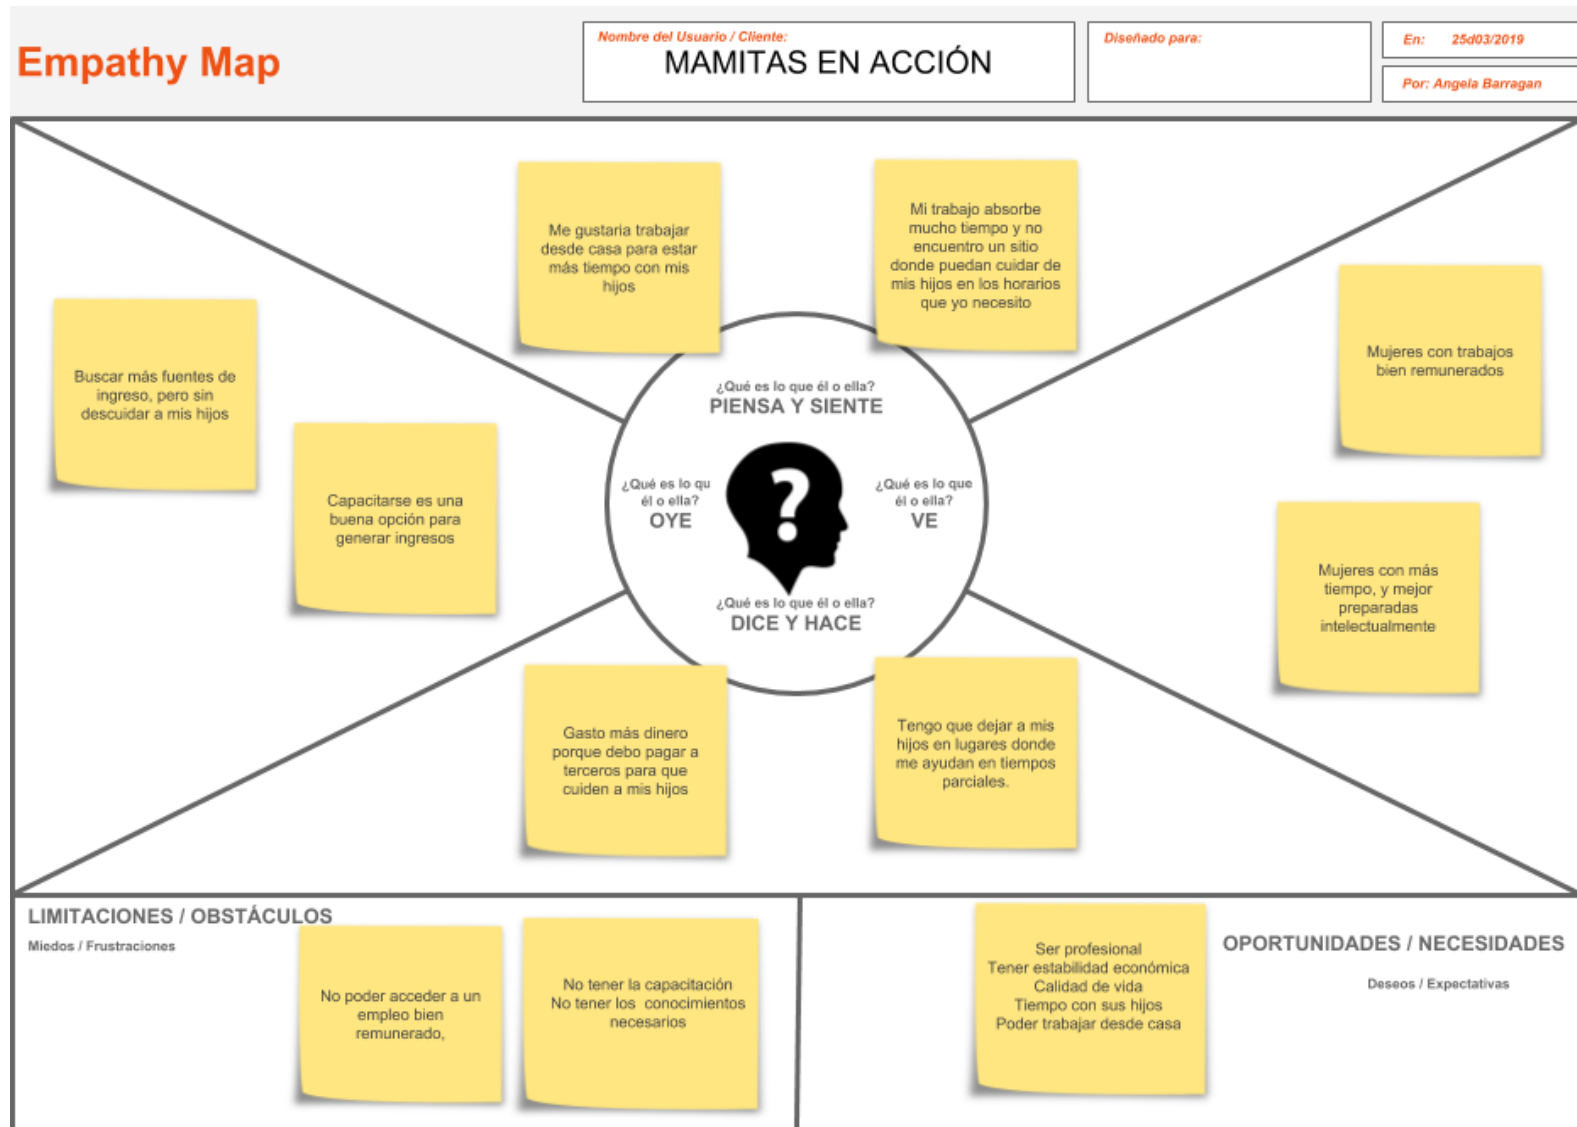 Empathy Map
Nombre del Usuario / Cliente:
MAMITAS EN ACCIÓN
Diseñado para:
En: 25d03/2019
Por: Angela Barragan
Me gustaria trabajar
desde casa para estar
más tiempo con mis
hijos
Mi trabajo absorbe
mucho tiempo y no
encuentro un sitio
donde puedan cuidar de
mis hijos en los horarios
que yo necesito
Buscar más fuentes de
ingreso, pero sin
descuidar a mis hijos
Capacitarse es una
buena opción para
generar ingresos
Mujeres con trabajos
bien remunerados
Mujeres con más
tiempo, y mejor
preparadas
intelectualmente
¿Qué es lo que él o ella?
PIENSA Y SIENTE
¿Qué es lo qu
él o ella?
OYE
?
¿Qué es lo que
él o ella?
VE
¿Qué es lo que él o ella?
DICE Y HACE
Gasto más dinero
porque debo pagar a
terceros para que
cuiden a mis hijos
Tengo que dejar a mis
hijos en lugares donde
me ayudan en tiempos
parciales.
LIMITACIONES / OBSTÁCULOS
Miedos / Frustraciones
No poder acceder a un
empleo bien
remunerado,
No tener la capacitación
No tener los conocimientos
necesarios
Ser profesional
Tener estabilidad económica
Calidad de vida
Tiempo con sus hijos
Poder trabajar desde casa
OPORTUNIDADES / NECESIDADES
Deseos / Expectativas